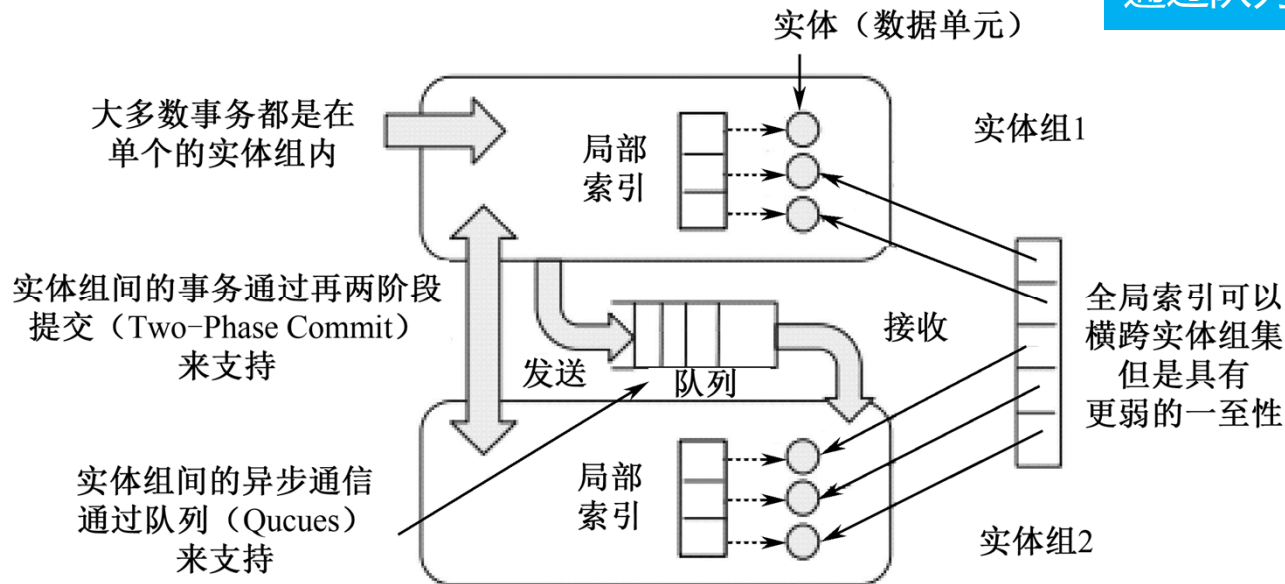 实体（数据单元）
大多数事务都是在
单个的实体组内
局部
索引
实体组1
实体组间的事务通过再两阶段
提交（Two-Phase Commit）
来支持
发送
队列
接收
全局索引可以
横跨实体组集
但是具有
更弱的一至性
实体组间的异步通信
通过队列（Qucues）
来支持
局部
索引
实体组2